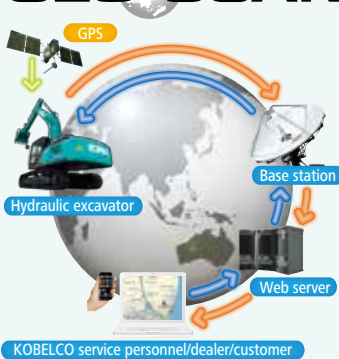 GPS
Hydraulic excavator
Base station
Web server
KOBELCO service personnel/dealer/customer